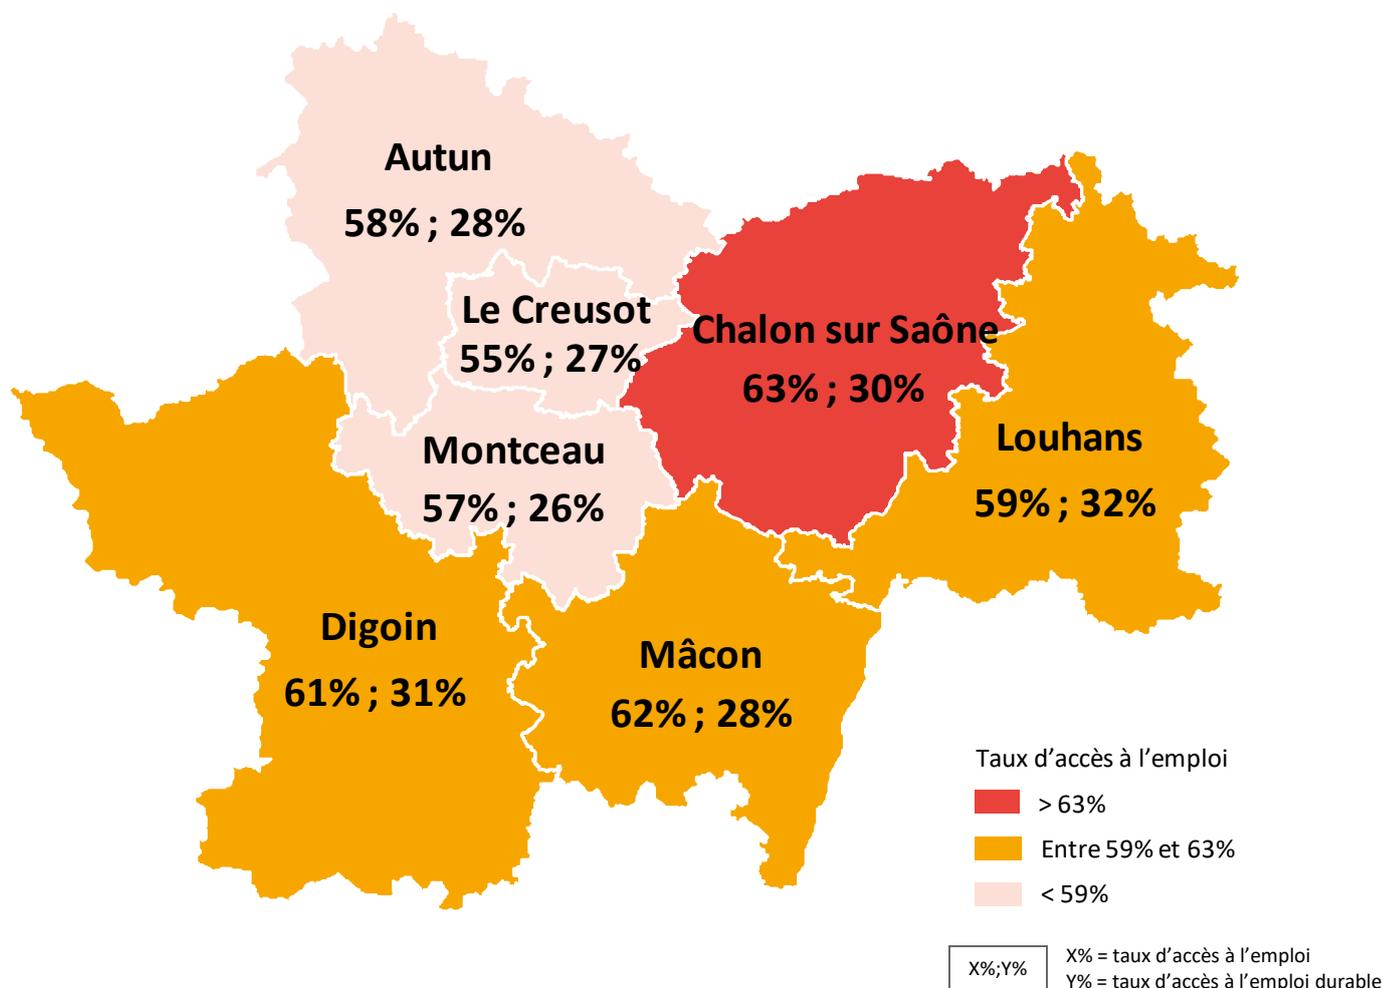 Autun
58% ; 28%
Le Creusot
55% ; 27%
Chalon sur Saône
63% ; 30%
Louhans
59% ; 32%
Montceau
57% ; 26%
Digoin
61% ; 31%
Mâcon
62% ; 28%
Taux d’accès à l’emploi
> 63%
Entre 59% et 63%
< 59%
X%;Y%
X% = taux d’accès à l’emploi
Y% = taux d’accès à l’emploi durable